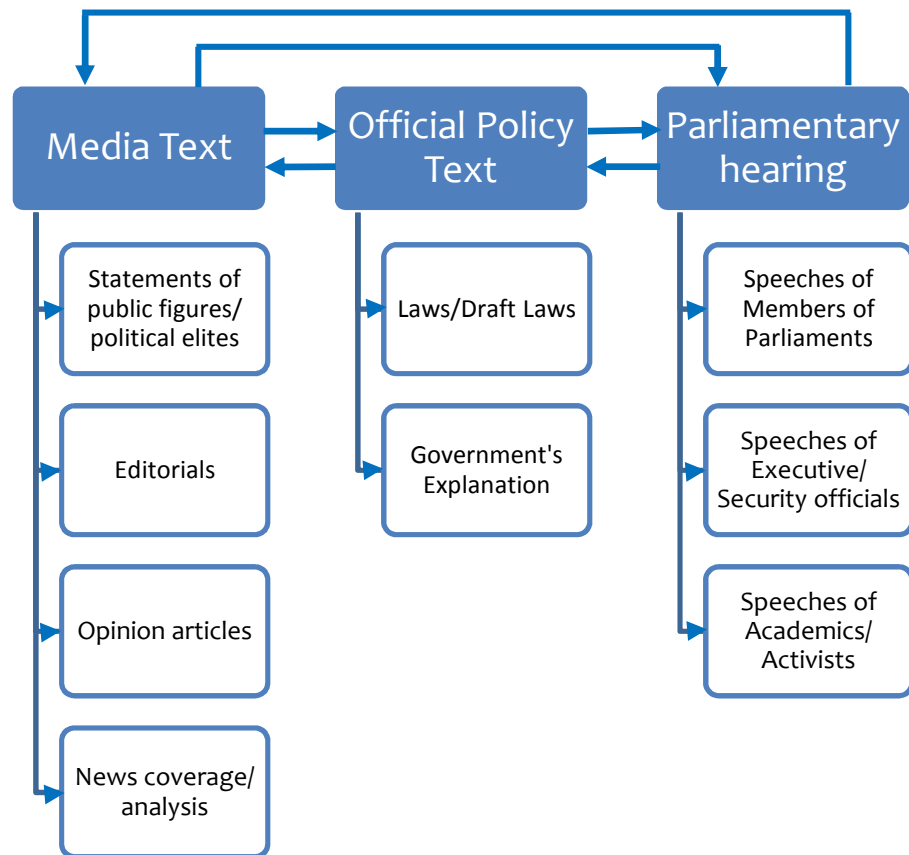 Media Text
Official Policy
Text
Parliamentary
hearing
Statements of
public figures/
political elites
Editorials
Opinion articles
News coverage/
analysis
Laws/Draft Laws
Government's
Explanation
Speeches of
Members of
Parliaments
Speeches of
Executive/
Security officials
Speeches of
Academics/
Activists